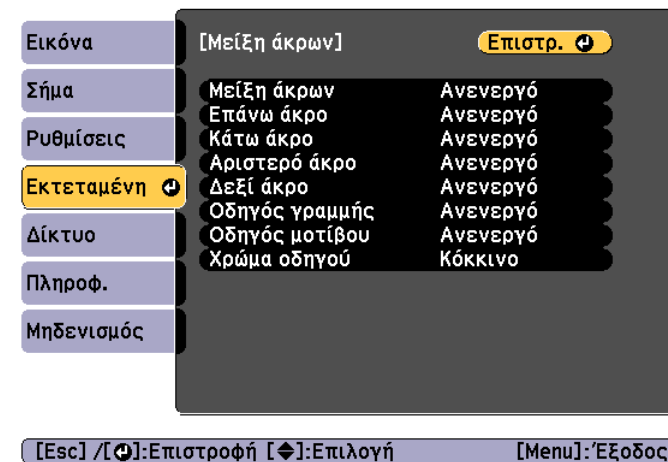 Εικόνα
Σήμα
Ρυθμίσεις
Εκτεταμένη
Δίκτυο
Πληροφ.
Μηδενισμός
[Μείξη άκρων] Επιστρ.
Μείξη άκρων Ανενεργό
Επάνω άκρο Ανενεργό
Κάτω άκρο Ανενεργό
Αριστερό άκρο Ανενεργό
Δεξί άκρο Ανενεργό
Οδηγός γραμμής Ανενεργό
Οδηγός μοτίβου Ανενεργό
Χρώμα οδηγού Κόκκινο
[Esc] /[⏎]:Επιστροφή [◆]:Επιλογή [Menu]:Έξοδος